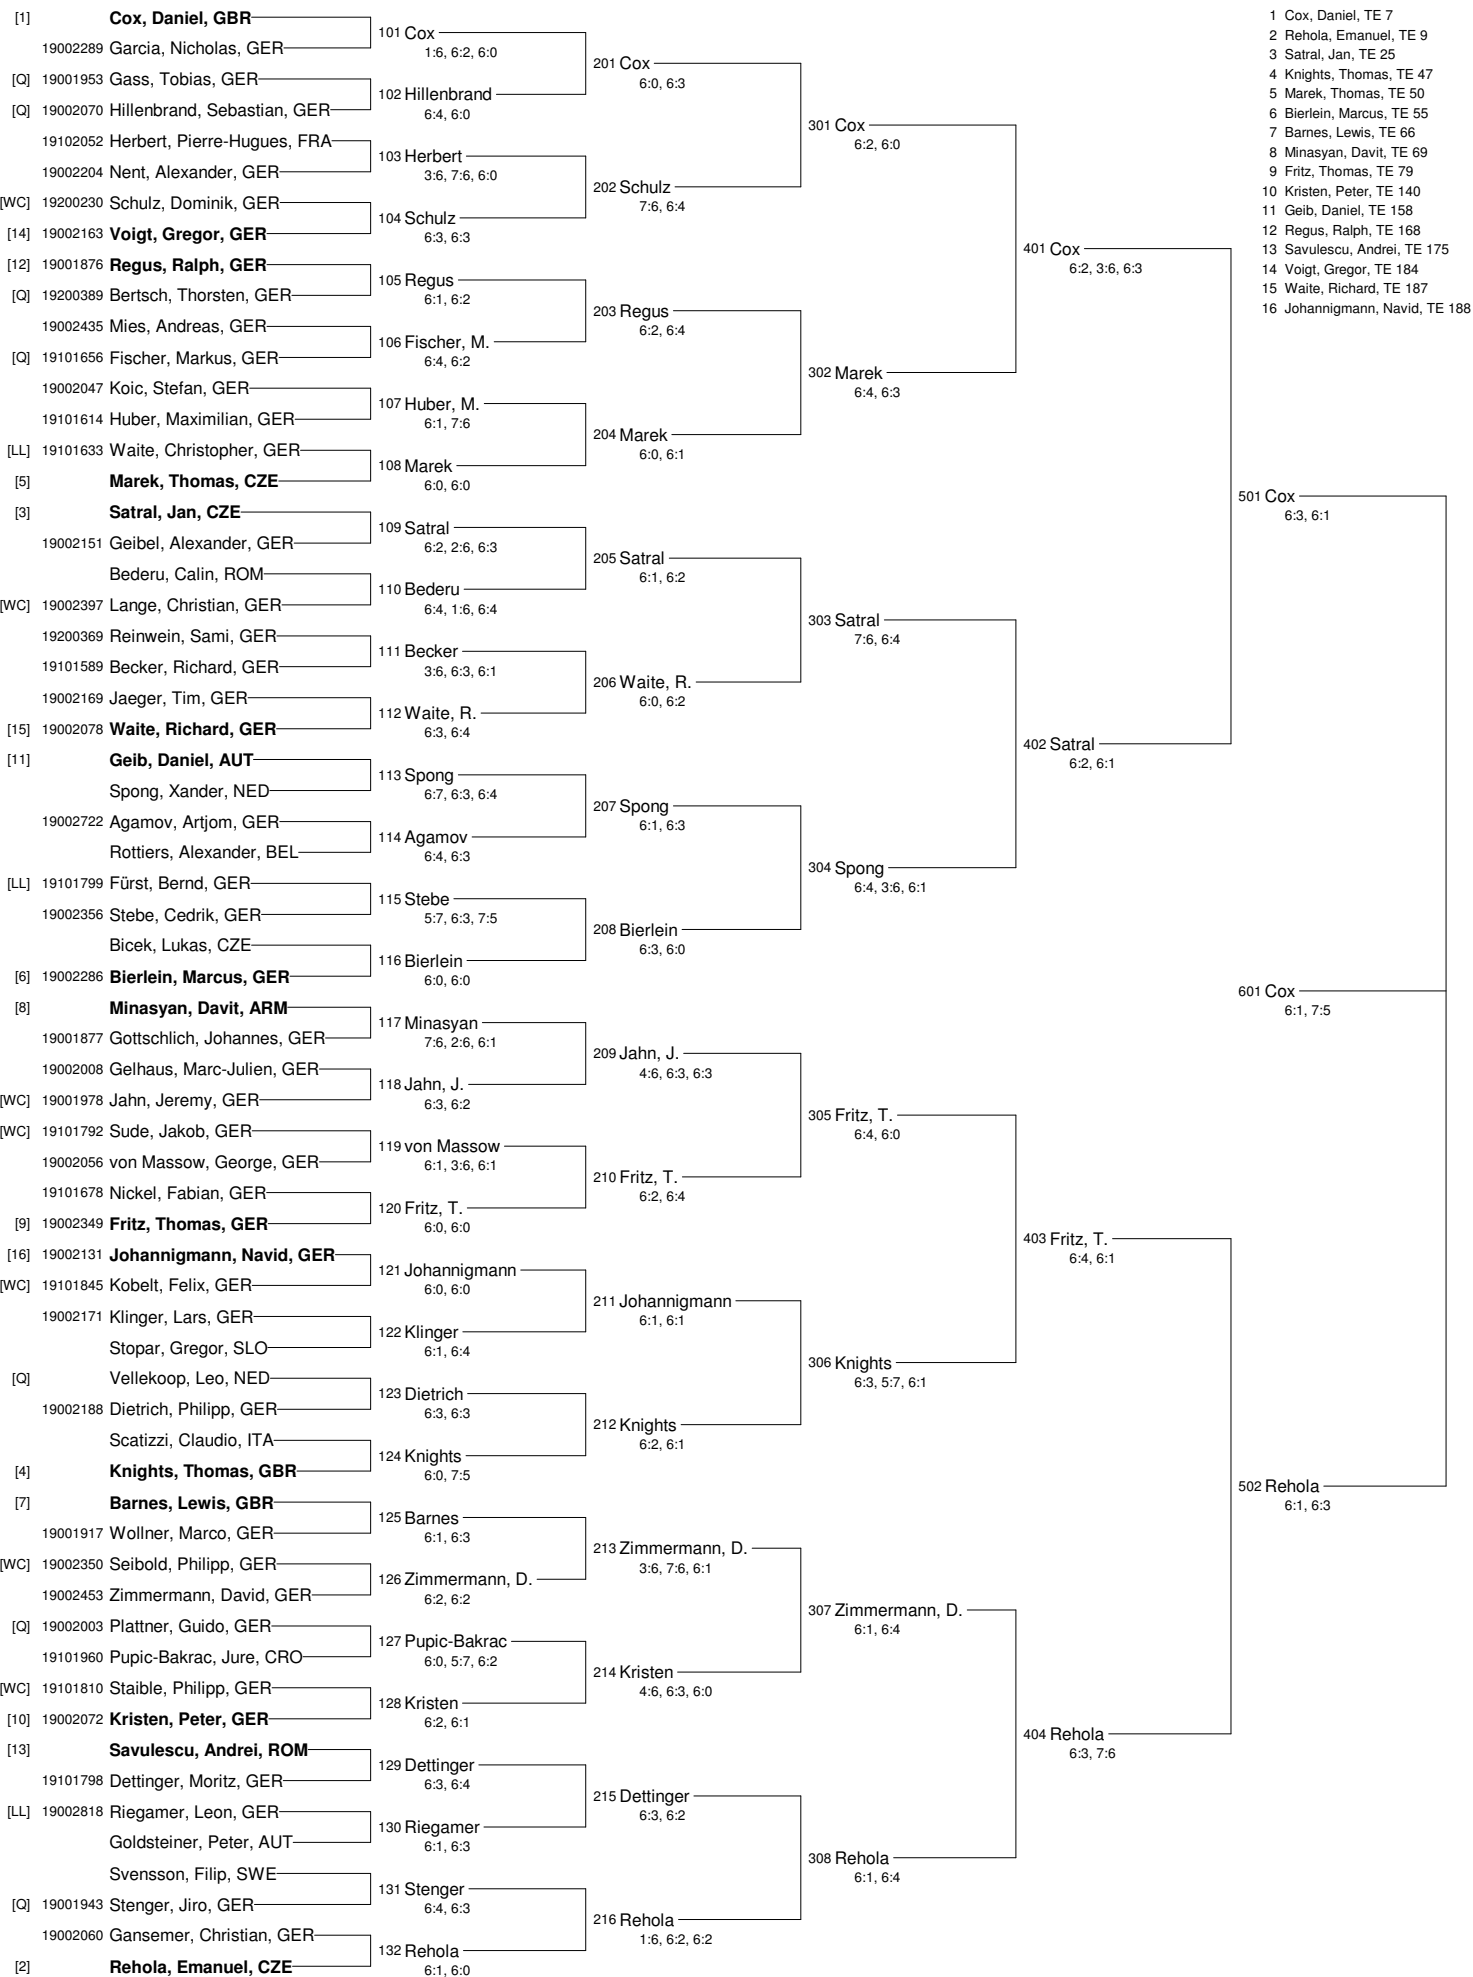 [1] Cox, Daniel, GBR
19002289 Garcia, Nicholas, GER
[Q] 19001953 Gass, Tobias, GER
[Q] 19002070 Hillenbrand, Sebastian, GER
19102052 Herbert, Pierre-Hugues, FRA
19002204 Nent, Alexander, GER
[WC] 19200230 Schulz, Dominik, GER
[14] 19002163 Voigt, Gregor, GER
[12] 19001876 Regus, Ralph, GER
[Q] 19200389 Bertsch, Thorsten, GER
19002435 Mies, Andreas, GER
[Q] 19101656 Fischer, Markus, GER
19002047 Koic, Stefan, GER
19101614 Huber, Maximilian, GER
[LL] 19101633 Waite, Christopher, GER
[5] Marek, Thomas, CZE
[3] Satral, Jan, CZE
19002151 Geibel, Alexander, GER
Bederu, Calin, ROM
[WC] 19002397 Lange, Christian, GER
19200369 Reinwein, Sami, GER
19101589 Becker, Richard, GER
19002169 Jaeger, Tim, GER
[15] 19002078 Waite, Richard, GER
[11] Geib, Daniel, AUT
Spong, Xander, NED
19002722 Agamov, Artjom, GER
Rottiers, Alexander, BEL
[LL] 19101799 Fürst, Bernd, GER
19002356 Stebe, Cedrik, GER
Bicek, Lukas, CZE
[6] 19002286 Bierlein, Marcus, GER
[8] Minasyan, Davit, ARM
19001877 Gottschlich, Johannes, GER
19002008 Gelhaus, Marc-Julien, GER
[WC] 19001978 Jahn, Jeremy, GER
[WC] 19101792 Sude, Jakob, GER
19002056 von Massow, George, GER
19101678 Nickel, Fabian, GER
[9] 19002349 Fritz, Thomas, GER
[16] 19002131 Johannigmann, Navid, GER
[WC] 19101845 Kobelt, Felix, GER
19002171 Klinger, Lars, GER
Stopar, Gregor, SLO
[Q] Vellekoop, Leo, NED
19002188 Dietrich, Philipp, GER
Scatizzi, Claudio, ITA
[4] Knights, Thomas, GBR
[7] Barnes, Lewis, GBR
19001917 Wollner, Marco, GER
[WC] 19002350 Seibold, Philipp, GER
19002453 Zimmermann, David, GER
[Q] 19002003 Plattner, Guido, GER
19101960 Pupic-Bakrac, Jure, CRO
[WC] 19101810 Staible, Philipp, GER
[10] 19002072 Kristen, Peter, GER
[13] Savulescu, Andrei, ROM
19101798 Dettinger, Moritz, GER
[LL] 19002818 Riegamer, Leon, GER
Goldsteiner, Peter, AUT
Svensson, Filip, SWE
[Q] 19001943 Stenger, Jiro, GER
19002060 Gansemer, Christian, GER
[2] Rehola, Emanuel, CZE
101 Cox
1:6, 6:2, 6:0
102 Hillenbrand
6:4, 6:0
103 Herbert
3:6, 7:6, 6:0
104 Schulz
6:3, 6:3
105 Regus
6:1, 6:2
106 Fischer, M.
6:4, 6:2
107 Huber, M.
6:1, 7:6
108 Marek
6:0, 6:0
109 Satral
6:2, 2:6, 6:3
110 Bederu
6:4, 1:6, 6:4
111 Becker
3:6, 6:3, 6:1
112 Waite, R.
6:3, 6:4
113 Spong
6:7, 6:3, 6:4
114 Agamov
6:4, 6:3
115 Stebe
5:7, 6:3, 7:5
116 Bierlein
6:0, 6:0
117 Minasyan
7:6, 2:6, 6:1
118 Jahn, J.
6:3, 6:2
119 von Massow
6:1, 3:6, 6:1
120 Fritz, T.
6:0, 6:0
121 Johannigmann
6:0, 6:0
122 Klinger
6:1, 6:4
123 Dietrich
6:3, 6:3
124 Knights
6:0, 7:5
125 Barnes
6:1, 6:3
126 Zimmermann, D.
6:2, 6:2
127 Pupic-Bakrac
6:0, 5:7, 6:2
128 Kristen
6:2, 6:1
129 Dettinger
6:3, 6:4
130 Riegamer
6:1, 6:3
131 Stenger
6:4, 6:3
132 Rehola
6:1, 6:0
201 Cox
6:0, 6:3
202 Schulz
7:6, 6:4
203 Regus
6:2, 6:4
204 Marek
6:0, 6:1
205 Satral
6:1, 6:2
206 Waite, R.
6:0, 6:2
207 Spong
6:1, 6:3
208 Bierlein
6:3, 6:0
209 Jahn, J.
4:6, 6:3, 6:3
210 Fritz, T.
6:2, 6:4
211 Johannigmann
6:1, 6:1
212 Knights
6:2, 6:1
213 Zimmermann, D.
3:6, 7:6, 6:1
214 Kristen
4:6, 6:3, 6:0
215 Dettinger
6:3, 6:2
216 Rehola
1:6, 6:2, 6:2
301 Cox
6:2, 6:0
302 Marek
6:4, 6:3
303 Satral
7:6, 6:4
304 Spong
6:4, 3:6, 6:1
305 Fritz, T.
6:4, 6:0
306 Knights
6:3, 5:7, 6:1
307 Zimmermann, D.
6:1, 6:4
308 Rehola
6:1, 6:4
401 Cox
6:2, 3:6, 6:3
402 Satral
6:2, 6:1
403 Fritz, T.
6:4, 6:1
404 Rehola
6:3, 7:6
501 Cox
6:3, 6:1
502 Rehola
6:1, 6:3
601 Cox
6:1, 7:5
1 Cox, Daniel, TE 7
2 Rehola, Emanuel, TE 9
3 Satral, Jan, TE 25
4 Knights, Thomas, TE 47
5 Marek, Thomas, TE 50
6 Bierlein, Marcus, TE 55
7 Barnes, Lewis, TE 66
8 Minasyan, Davit, TE 69
9 Fritz, Thomas, TE 79
10 Kristen, Peter, TE 140
11 Geib, Daniel, TE 158
12 Regus, Ralph, TE 168
13 Savulescu, Andrei, TE 175
14 Voigt, Gregor, TE 184
15 Waite, Richard, TE 187
16 Johannigmann, Navid, TE 188